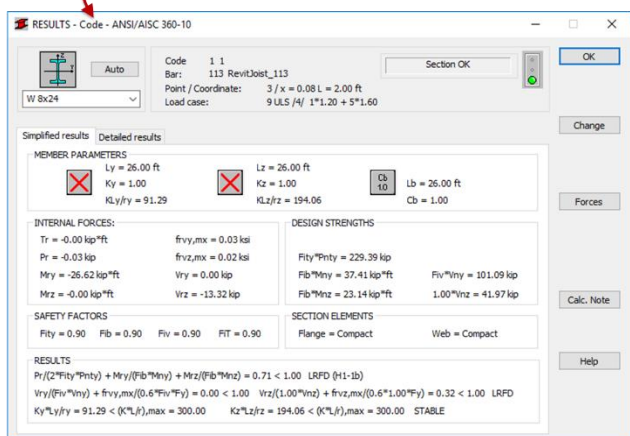 RESULTS - Code - ANSI/AISC 360-10
Auto
W 8x24
Code 1 1
Bar: 113 RevitJoist_113
Point / Coordinate: 3 / x = 0.08 L = 2.00 ft
Load case: 9 ULS /4/ 1*1.20 + 5*1.60
Section OK
OK
Change
Forces
Calc. Note
Help
Simplified results Detailed results
MEMBER PARAMETERS
Ly = 26.00 ft
Ky = 1.00
KLy/ry = 91.29
Lz = 26.00 ft
Kz = 1.00
KLz/rz = 194.06
Cb
1.0
Lb = 26.00 ft
Cb = 1.00
INTERNAL FORCES:
Tr = -0.00 kip*ft frvy,mx = 0.03 ksi
Pr = -0.03 kip frvz,mx = 0.02 ksi
Mry = -26.62 kip*ft Vry = 0.00 kip
Mrz = -0.00 kip*ft Vrz = -13.32 kip
DESIGN STRENGTHS
Fity*Pnty = 229.39 kip
Fib*Mny = 37.41 kip*ft Fiv*Vny = 101.09 kip
Fib*Mnz = 23.14 kip*ft 1.00*Vnz = 41.97 kip
SAFETY FACTORS
Fity = 0.90 Fib = 0.90 Fiv = 0.90 FiT = 0.90
SECTION ELEMENTS
Flange = Compact Web = Compact
RESULTS
Pr/(2*Fity*Pnty) + Mry/(Fib*Mny) + Mrz/(Fib*Mnz) = 0.71 < 1.00 LRFD (H1-1b)
Vry/(Fiv*Vny) + frvy,mx/(0.6*Fiv*Fy) = 0.00 < 1.00 Vrz/(1.00*Vnz) + frvz,mx/(0.6*1.00*Fy) = 0.32 < 1.00 LRFD
Ky*Ly/ry = 91.29 < (K*L/r),max = 300.00 Kz*Lz/rz = 194.06 < (K*L/r),max = 300.00 STABLE